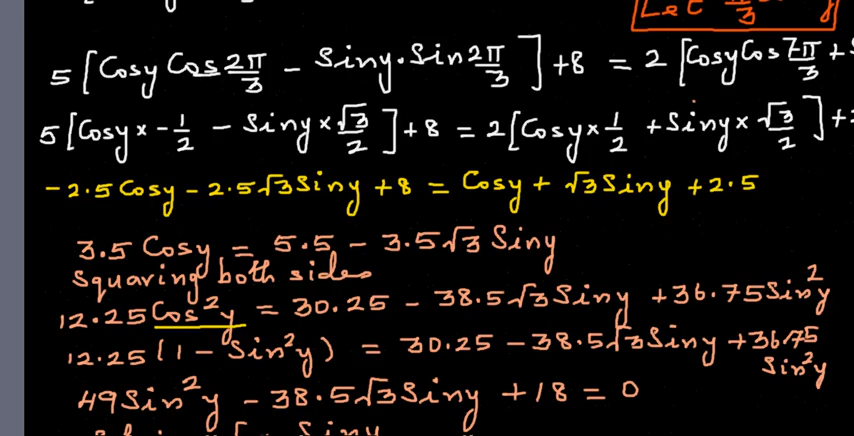 Let π/3 y
5 [Cosy Cos 2π/3 - Siny . Sin 2π/3 ] +8 = 2 [Cosy Cos 7π/3 +
5 [Cosy x -1/2 - Siny x √3/2 ] +8 = 2 [Cosy x 1/2 + Siny x √3/2 ] +
-2.5 Cosy - 2.5√3 Siny +8 = Cosy + √3 Siny + 2.5
3.5 Cosy = 5.5 - 3.5√3 Siny
Squaring both sides
12.25 Cos²y = 30.25 - 38.5√3 Siny + 36.75 Sin²y
12.25 (1 - Sin²y) = 30.25 - 38.5√3 Siny + 36.75
Sin²y
49 Sin²y - 38.5√3 Siny + 18 = 0
Siny